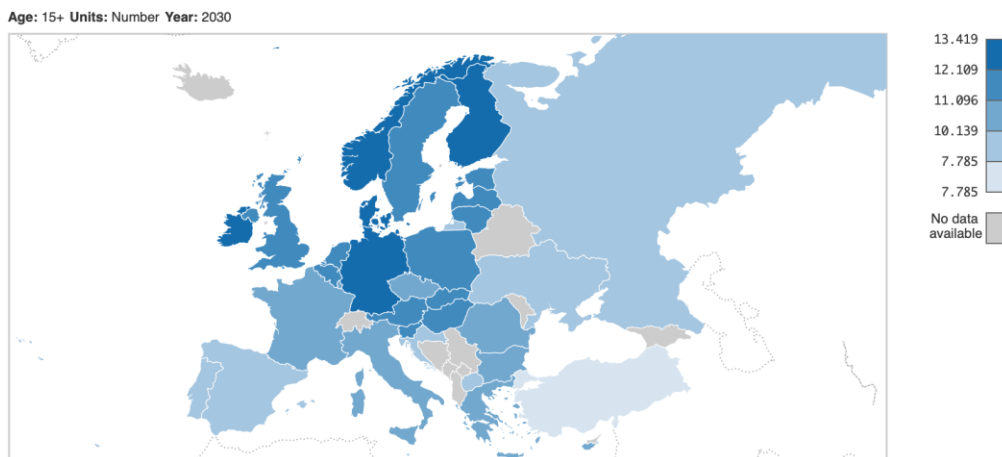 Age: 15+ Units: Number Year: 2030
13.419
12.109
11.096
10.139
7.785
7.785
No data
available